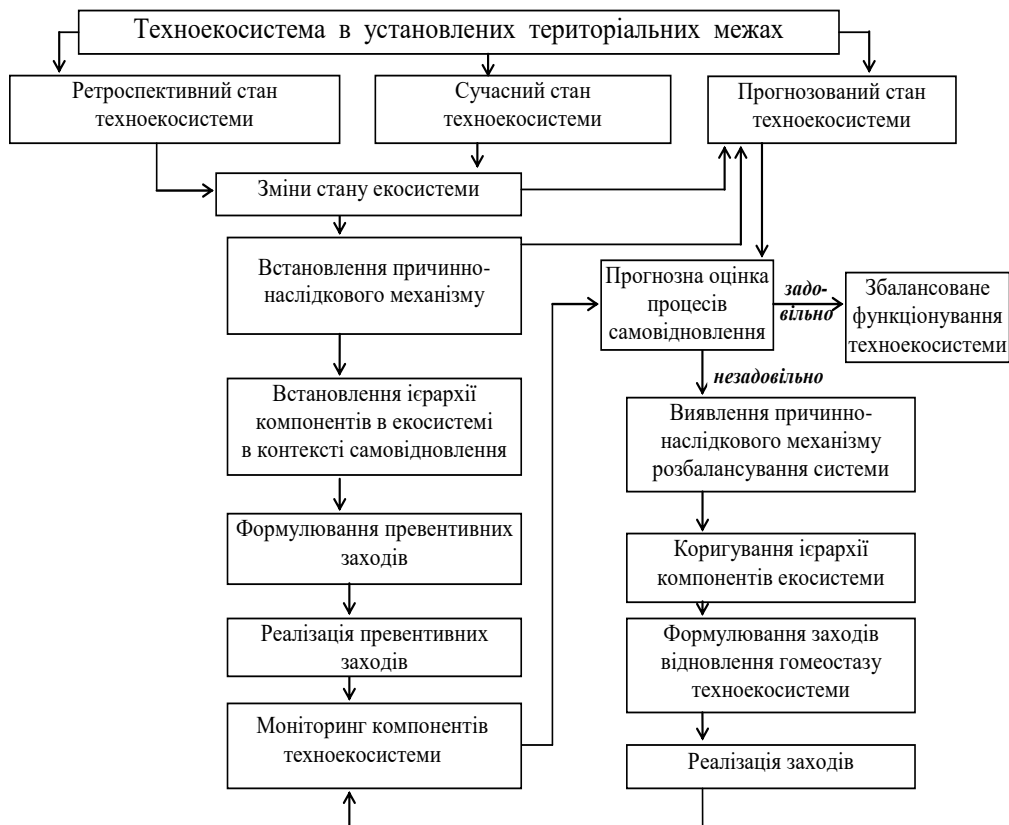 Техноекосистема в установлених територіальних межах
Ретроспективний стан
техноекосистеми
Сучасний стан
техноекосистеми
Прогнозований стан
техноекосистеми
Зміни стану екосистеми
Встановлення причинно-
наслідкового механізму
Прогнозна оцінка
процесів
самовідновлення
задо-
вільно
Збалансоване
функціонування
техноекосистеми
незадовільно
Встановлення ієрархії
компонентів в екосистемі
в контексті самовідновлення
Виявлення причинно-
наслідкового механізму
розбалансування системи
Формулювання превентивних
заходів
Коригування ієрархії
компонентів екосистеми
Реалізація превентивних
заходів
Формулювання заходів
відновлення гомеостазу
техноекосистеми
Моніторинг компонентів
техноекосистеми
Реалізація заходів